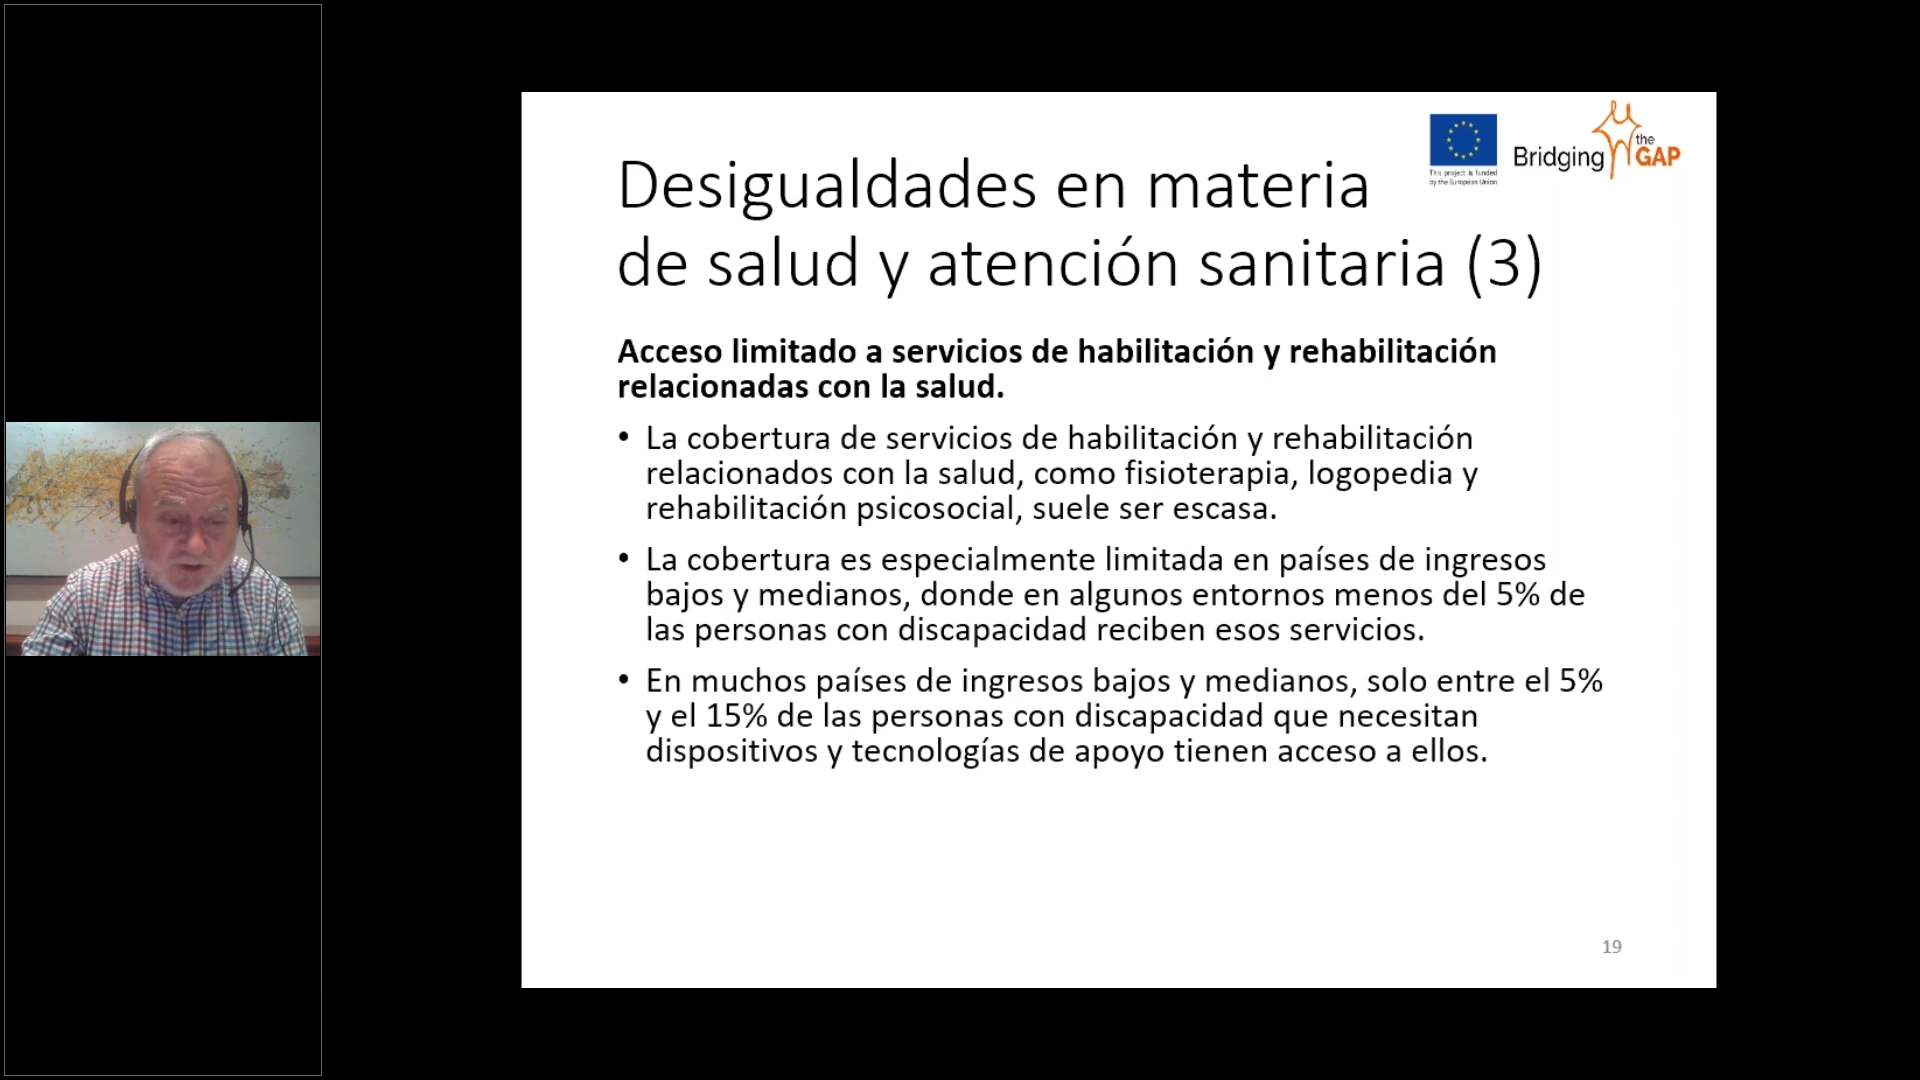 This project is funded
by the European Union
Bridging the GAP
Desigualdades en materia
de salud y atención sanitaria (3)
Acceso limitado a servicios de habilitación y rehabilitación
relacionadas con la salud.
• La cobertura de servicios de habilitación y rehabilitación
relacionados con la salud, como fisioterapia, logopedia y
rehabilitación psicosocial, suele ser escasa.
• La cobertura es especialmente limitada en países de ingresos
bajos y medianos, donde en algunos entornos menos del 5% de
las personas con discapacidad reciben esos servicios.
• En muchos países de ingresos bajos y medianos, solo entre el 5%
y el 15% de las personas con discapacidad que necesitan
dispositivos y tecnologías de apoyo tienen acceso a ellos.
19